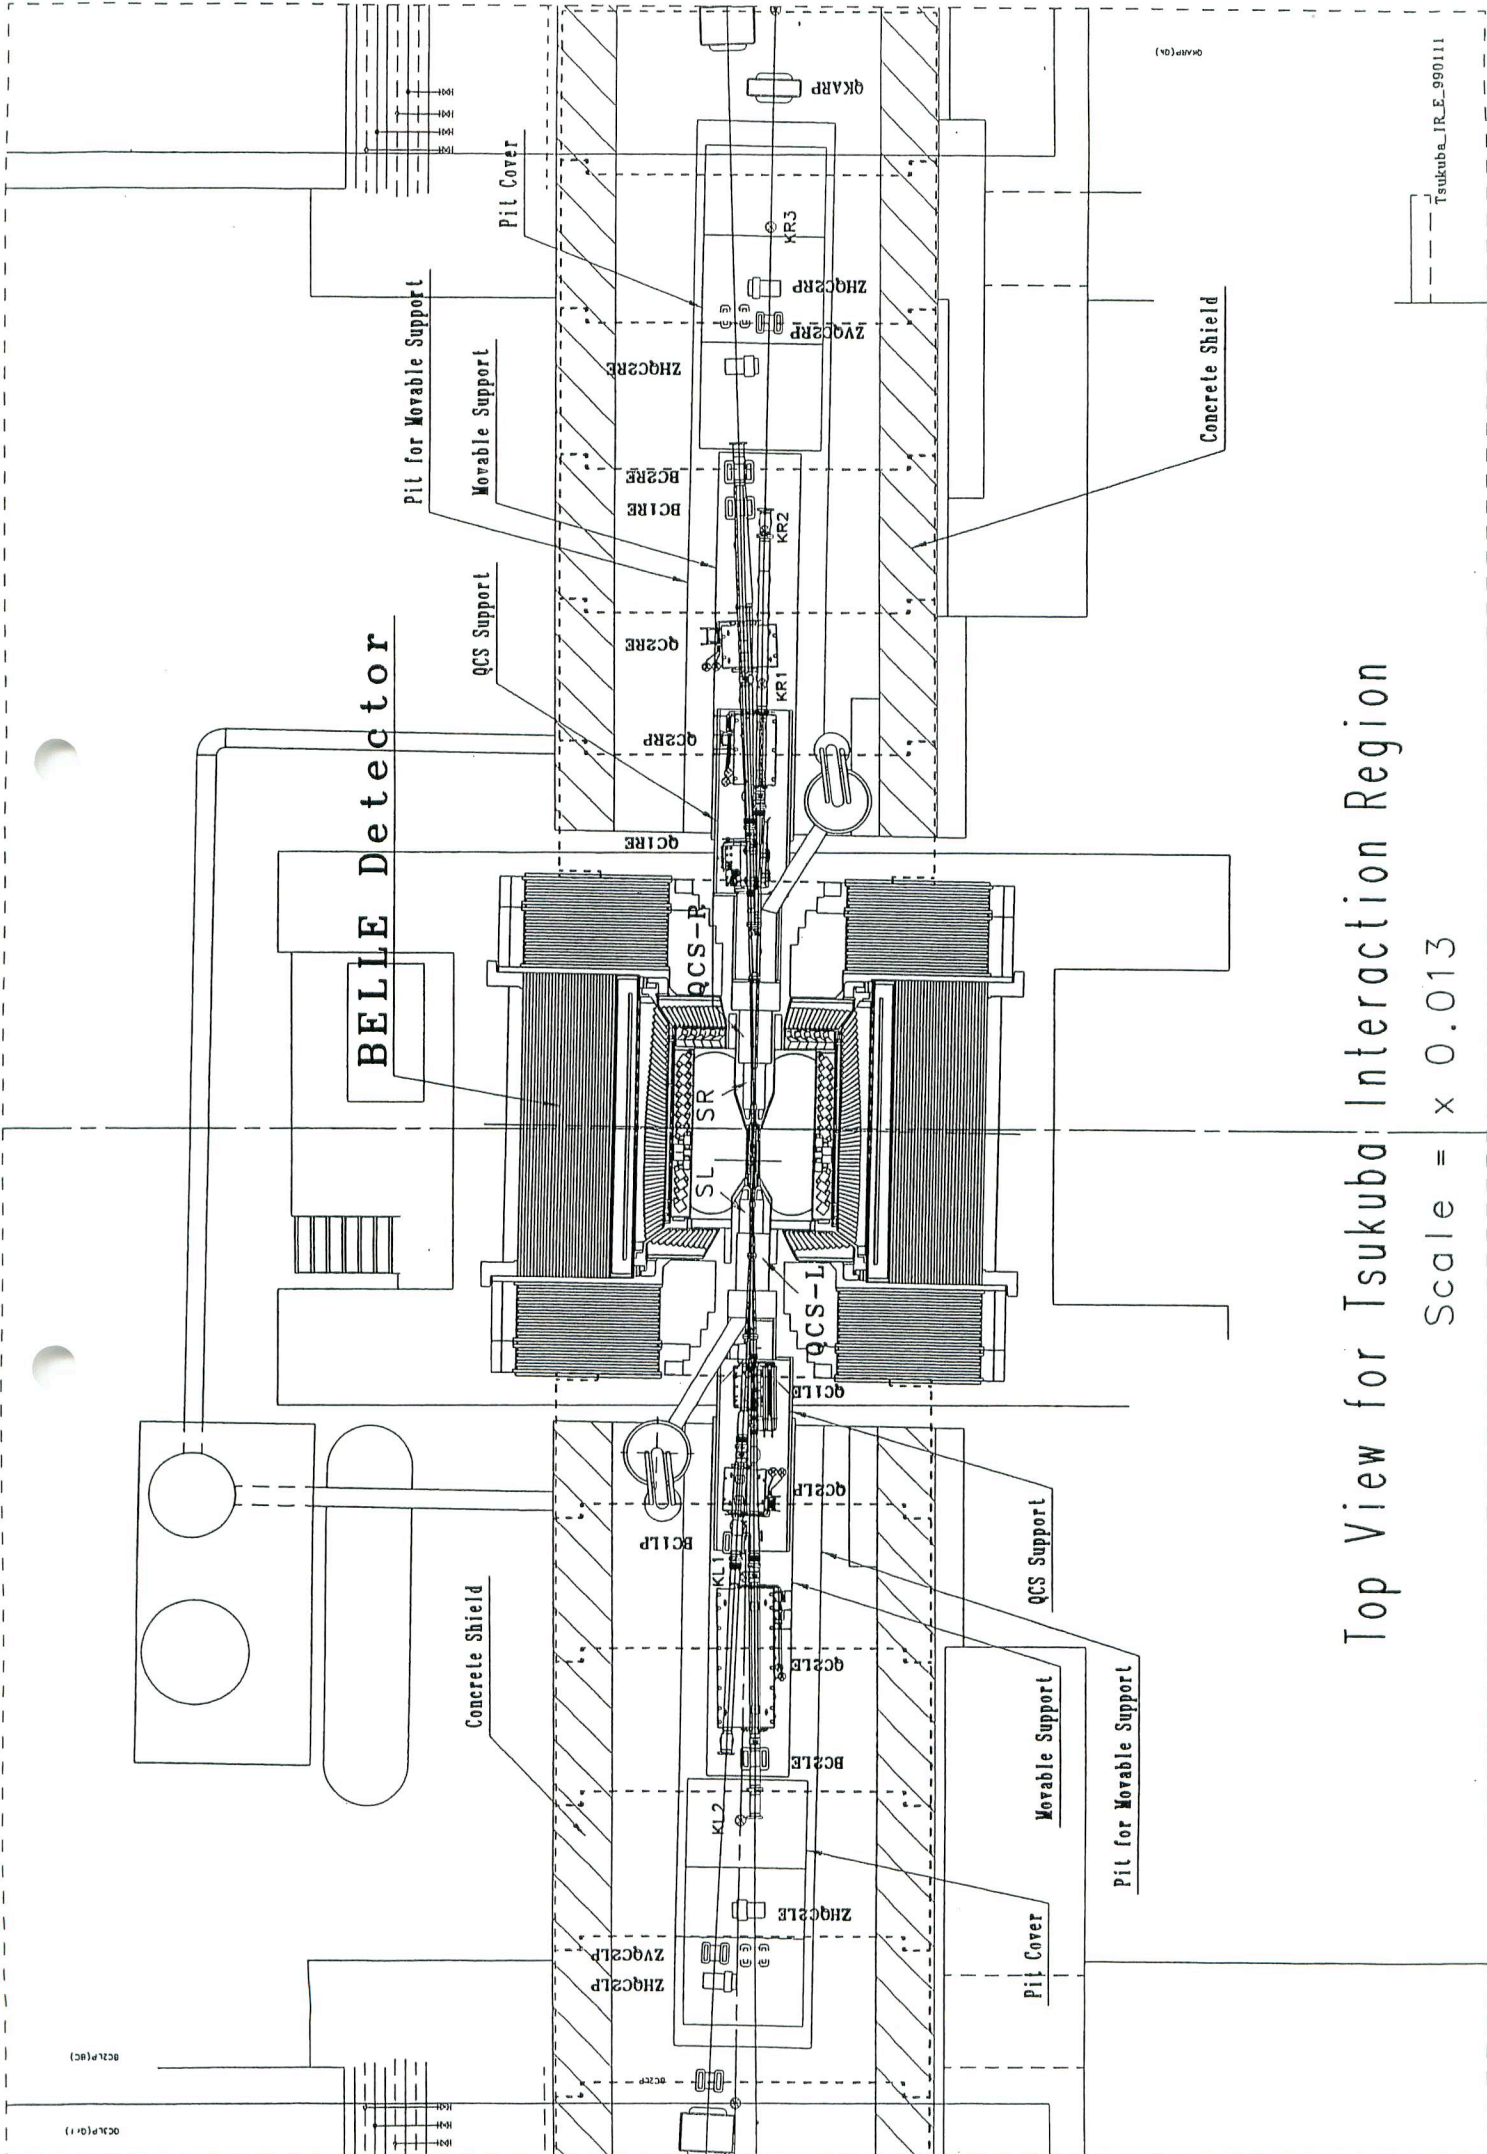 Top View for Tsukuba Interaction Region
Scale = x 0.013
Tsukuba_IR_E_990111
BELLE Detector
Pit Cover
Pit for Movable Support
Movable Support
QCS Support
Concrete Shield
Concrete Shield
QCS Support
Movable Support
Pit for Movable Support
Pit Cover
QKARP
KR3
ZHQC2RP
ZVQC2RP
ZHQC2RE
BC2RE
BC1RE
KR2
QC2RE
KR1
QC2RP
QC1RE
QCS-R
SR
SL
QCS-L
QC1LE
QC2LP
BC1LP
KL1
QC2LE
BC2LE
KL2
ZHQC2LE
ZVQC2LP
ZHQC2LP